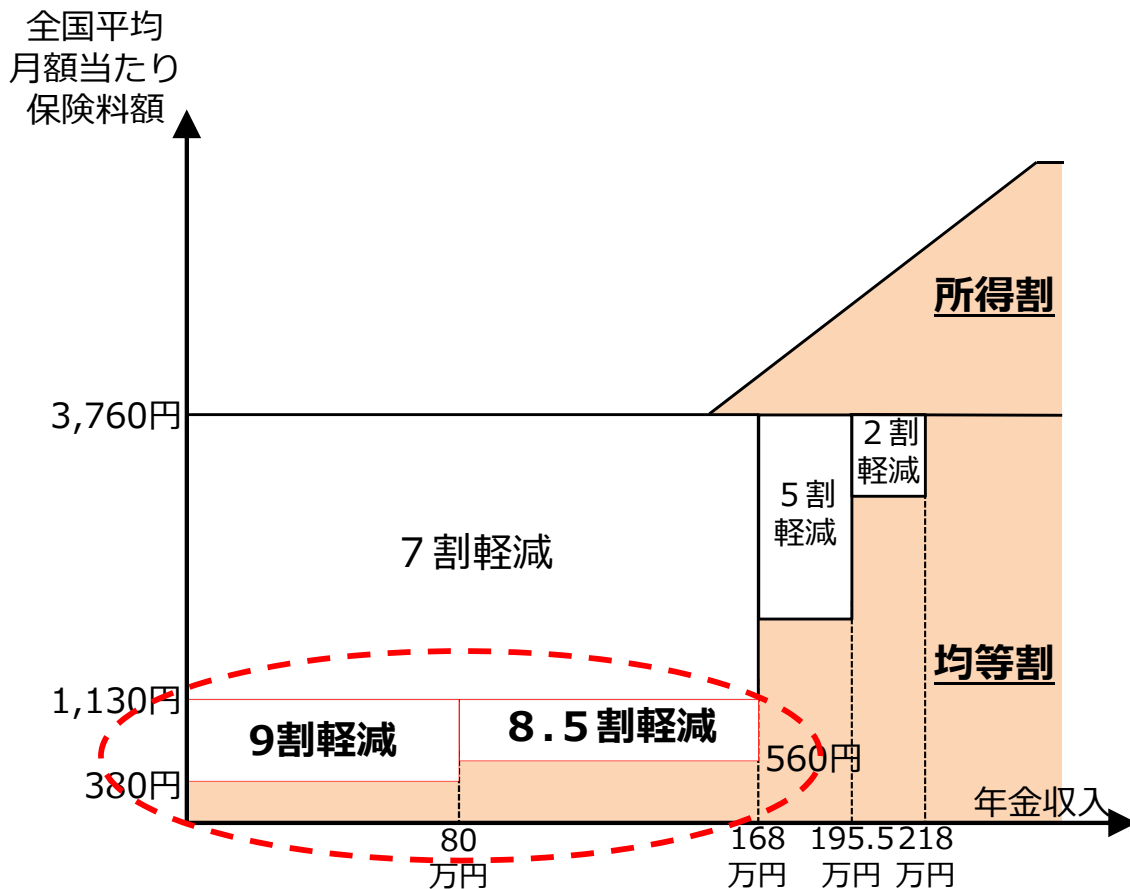 全国平均
月額当たり
保険料額
所得割
3,760円
2割
軽減
5割
軽減
7割軽減
均等割
1,130円
9割軽減
8.5割軽減
560円
380円
年金収入
80
万円
168
万円
195.5
万円
218
万円